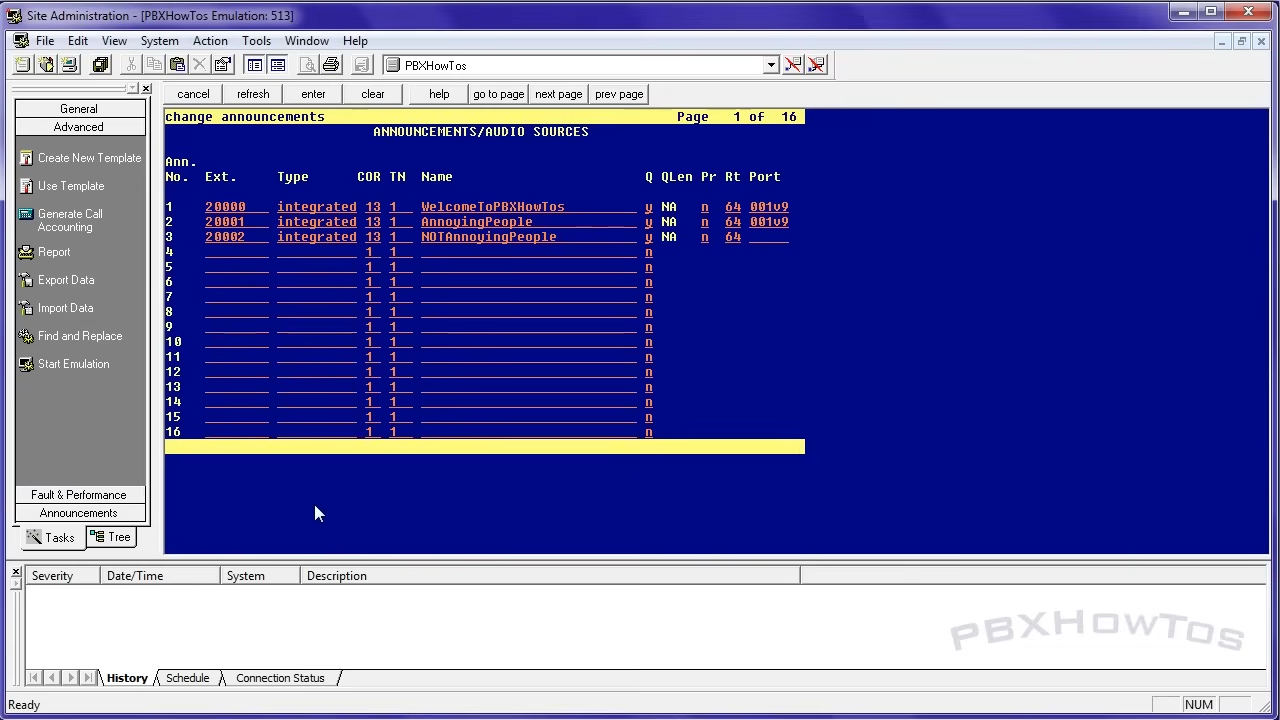 Site Administration - [PBXHowTos Emulation: 513]
File Edit View System Action Tools Window Help
PBXHowTos
cancel refresh enter clear help go to page next page prev page
General
Advanced
Create New Template
Use Template
Generate Call
Accounting
Report
Export Data
Import Data
Find and Replace
Start Emulation
Fault & Performance
Announcements
Tasks Tree
change announcements Page 1 of 16
ANNOUNCEMENTS/AUDIO SOURCES
Ann.
No. Ext. Type COR TN Name Q QLen Pr Rt Port
1 20000 integrated 13 1 WelcomeToPBXHowTos y NA n 64 001v9
2 20001 integrated 13 1 AnnoyingPeople y NA n 64 001v9
3 20002 integrated 13 1 NOTAnnoyingPeople y NA n 64
4 1 1 n
5 1 1 n
6 1 1 n
7 1 1 n
8 1 1 n
9 1 1 n
10 1 1 n
11 1 1 n
12 1 1 n
13 1 1 n
14 1 1 n
15 1 1 n
16 1 1 n
Severity Date/Time System Description
PBXHowTos
History Schedule Connection Status
Ready NUM